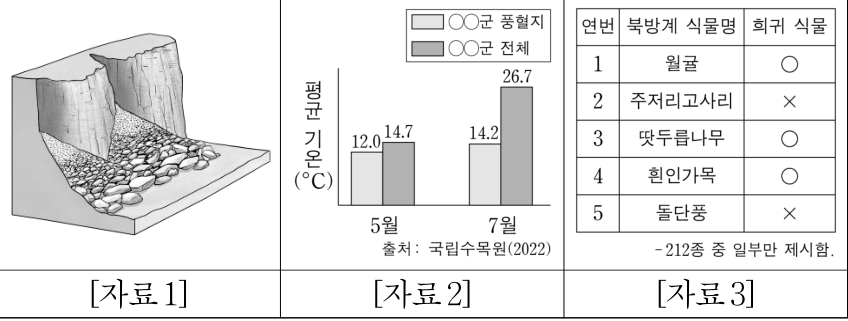 ○○군 풍혈지
○○군 전체
평균 기온(℃)
12.0
14.7
14.2
26.7
5월
7월
출처: 국립수목원(2022)
[자료 1]
[자료 2]
연번 북방계 식물명 희귀 식물
1 월귤 ○
2 주저리고사리 ×
3 땃두릅나무 ○
4 흰인가목 ○
5 돌단풍 ×
-212종 중 일부만 제시함.
[자료 3]